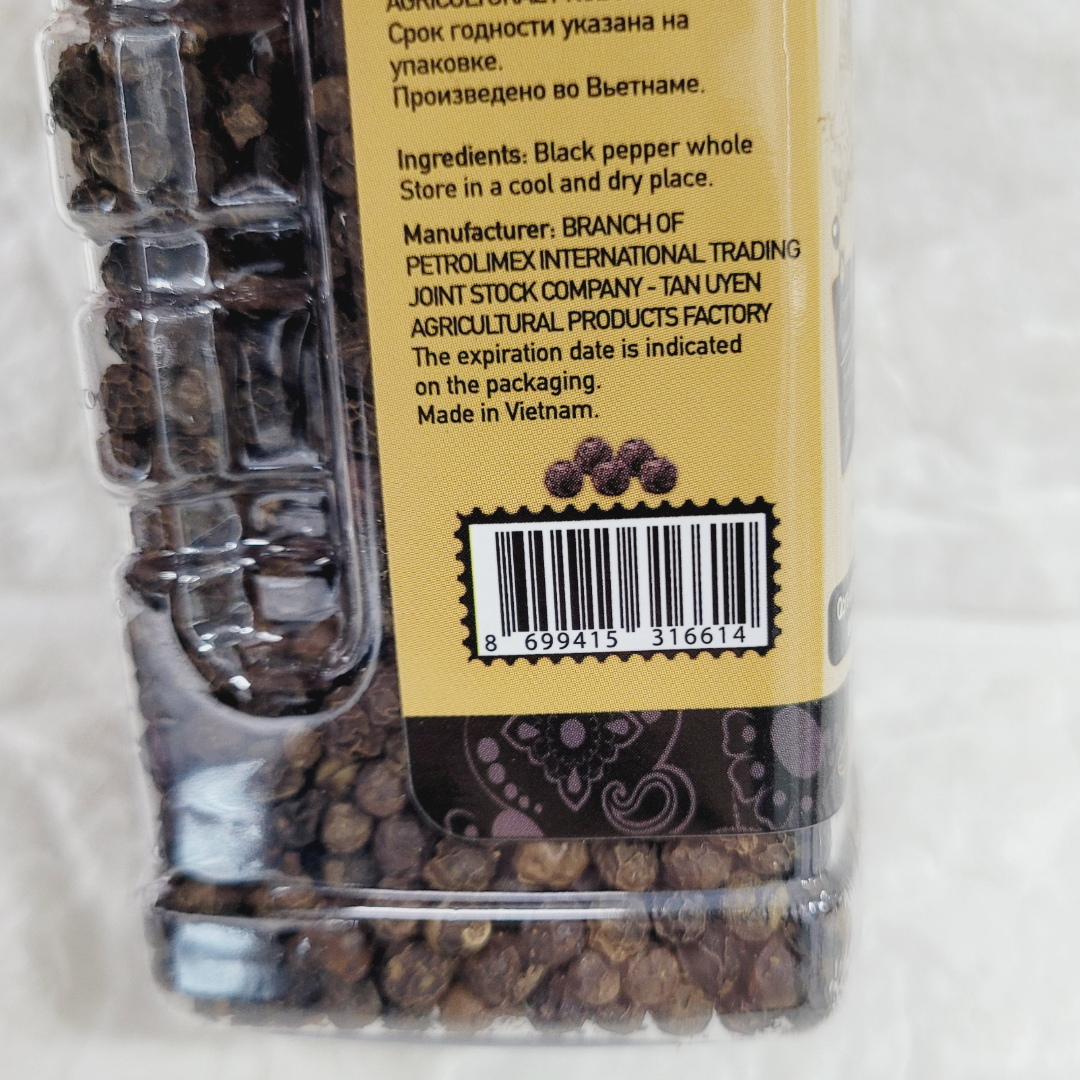 Срок годности указана на
упаковке.
Произведено во Вьетнаме.
Ingredients: Black pepper whole
Store in a cool and dry place.
Manufacturer: BRANCH OF
PETROLIMEX INTERNATIONAL TRADING
JOINT STOCK COMPANY - TAN UYEN
AGRICULTURAL PRODUCTS FACTORY
The expiration date is indicated
on the packaging.
Made in Vietnam.
8 699415 316614